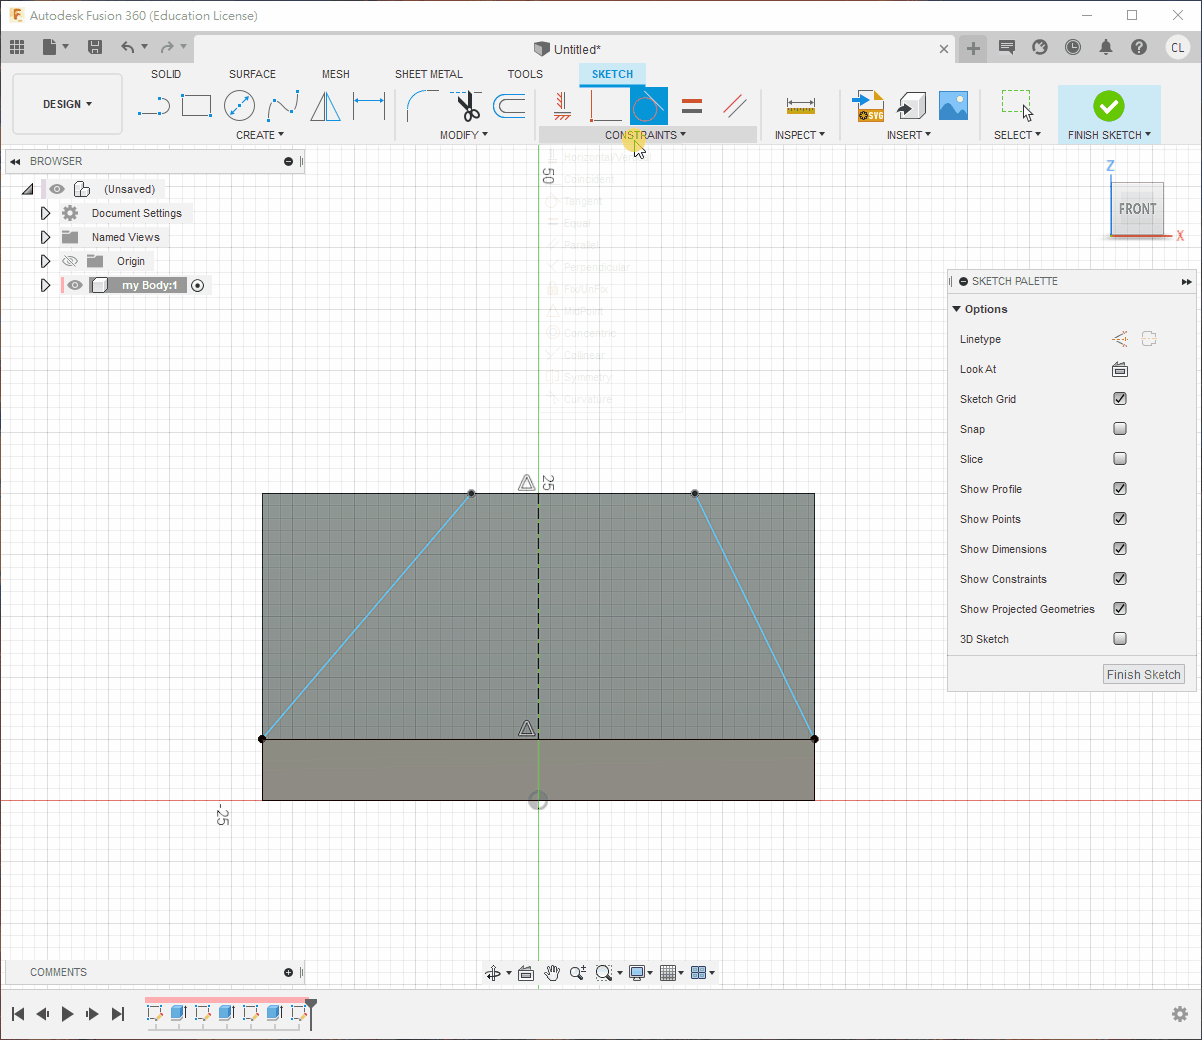 Autodesk Fusion 360 (Education License)
Untitled*
CL
SOLID SURFACE MESH SHEET METAL TOOLS SKETCH
DESIGN
SVG
CREATE MODIFY CONSTRAINTS INSPECT INSERT SELECT FINISH SKETCH
BROWSER
(Unsaved)
Document Settings
Named Views
Origin
my Body:1
Horizontal/Vertical
Coincident
Tangent
Equal
Parallel
Perpendicular
Fix/UnFix
MidPoint
Concentric
Collinear
Symmetry
Curvature
50
25
-25
Z
FRONT
X
SKETCH PALETTE
Options
Linetype
Look At
Sketch Grid
Snap
Slice
Show Profile
Show Points
Show Dimensions
Show Constraints
Show Projected Geometries
3D Sketch
Finish Sketch
COMMENTS